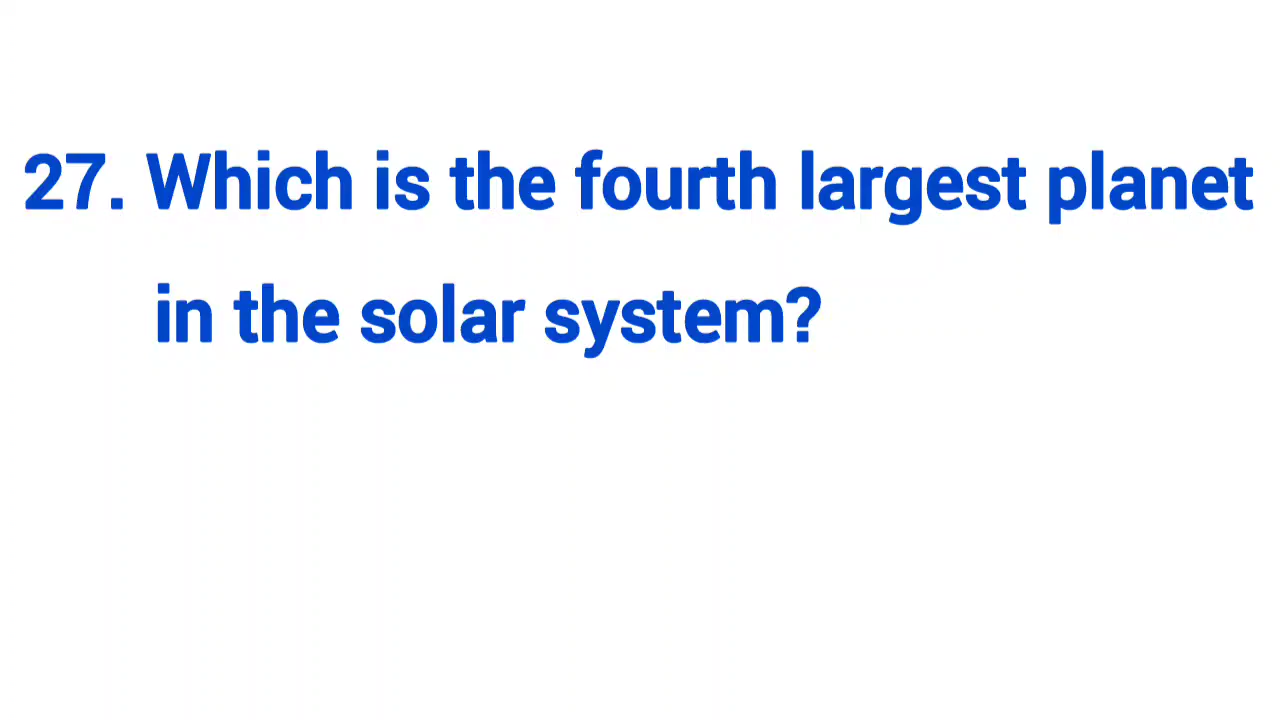 27. Which is the fourth largest planet
in the solar system?